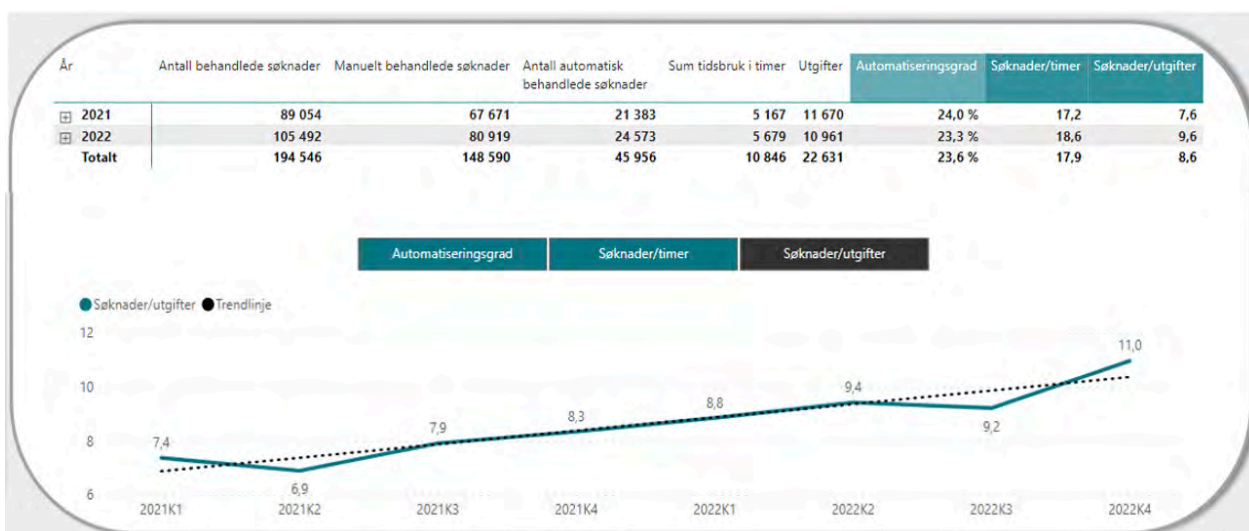 År Antall behandlede søknader Manuelt behandlede søknader Antall automatisk behandlede søknader Sum tidsbruk i timer Utgifter Automatiseringsgrad Søknader/timer Søknader/utgifter
2021 89 054 67 671 21 383 5 167 11 670 24,0 % 17,2 7,6
2022 105 492 80 919 24 573 5 679 10 961 23,3 % 18,6 9,6
Totalt 194 546 148 590 45 956 10 846 22 631 23,6 % 17,9 8,6
Automatiseringsgrad Søknader/timer Søknader/utgifter
Søknader/utgifter Trendlinje
12
11,0
10
9,4
8,8
9,2
8,3
7,9
8
7,4
6,9
6
2021K1 2021K2 2021K3 2021K4 2022K1 2022K2 2022K3 2022K4